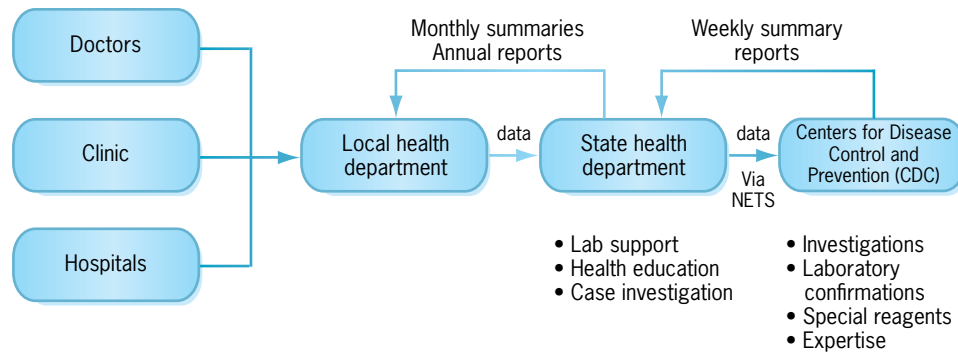 Doctors
Clinic
Hospitals
Monthly summaries
Annual reports
Local health
department
data
State health
department
Weekly summary
reports
data
Via
NETS
Centers for Disease
Control and
Prevention (CDC)
• Lab support
• Health education
• Case investigation
• Investigations
• Laboratory
confirmations
• Special reagents
• Expertise